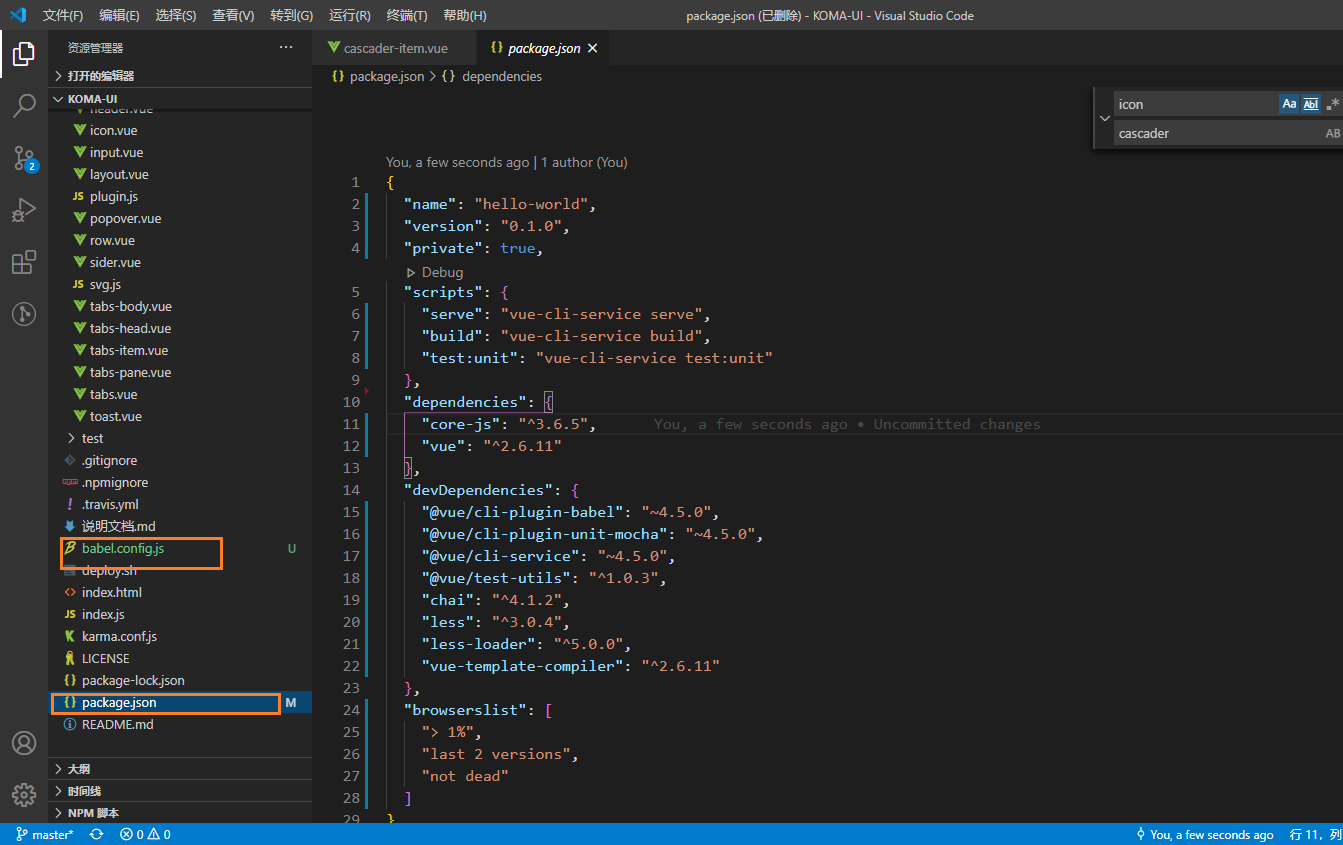 文件(F) 编辑(E) 选择(S) 查看(V) 转到(G) 运行(R) 终端(T) 帮助(H) package.json (已删除) - KOMA-UI - Visual Studio Code
资源管理器 ···
打开的编辑器
KOMA-UI
header.vue
icon.vue
input.vue
layout.vue
JS plugin.js
popover.vue
row.vue
sider.vue
JS svg.js
tabs-body.vue
tabs-head.vue
tabs-item.vue
tabs-pane.vue
tabs.vue
toast.vue
test
.gitignore
.npmignore
! .travis.yml
说明文档.md
babel.config.js U
deploy.sh
<> index.html
JS index.js
K karma.conf.js
LICENSE
{} package-lock.json
{} package.json M
README.md
大纲
时间线
NPM 脚本
2
cascader-item.vue {} package.json ×
{} package.json > {} dependencies
icon Aa Abl .*
cascader AB
You, a few seconds ago | 1 author (You)
1 {
2 "name": "hello-world",
3 "version": "0.1.0",
4 "private": true,
Debug
5 "scripts": {
6 "serve": "vue-cli-service serve",
7 "build": "vue-cli-service build",
8 "test:unit": "vue-cli-service test:unit"
9 },
10 "dependencies": {
11 "core-js": "^3.6.5", You, a few seconds ago • Uncommitted changes
12 "vue": "^2.6.11"
13 },
14 "devDependencies": {
15 "@vue/cli-plugin-babel": "~4.5.0",
16 "@vue/cli-plugin-unit-mocha": "~4.5.0",
17 "@vue/cli-service": "~4.5.0",
18 "@vue/test-utils": "^1.0.3",
19 "chai": "^4.1.2",
20 "less": "^3.0.4",
21 "less-loader": "^5.0.0",
22 "vue-template-compiler": "^2.6.11"
23 },
24 "browserslist": [
25 "> 1%",
26 "last 2 versions",
27 "not dead"
28 ]
29 }
master* 0 0 You, a few seconds ago 行 11，列